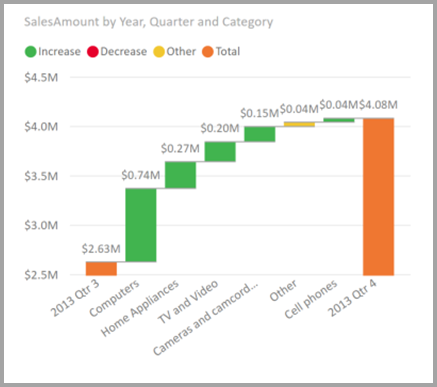 SalesAmount by Year, Quarter and Category
Increase Decrease Other Total
$4.5M
$4.0M
$3.5M
$3.0M
$2.5M
$2.63M
$0.74M
$0.27M
$0.20M
$0.15M
$0.04M
$0.04M
$4.08M
2013 Qtr 3
Computers
Home Appliances
TV and Video
Cameras and camcord...
Other
Cell phones
2013 Qtr 4